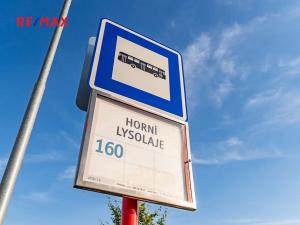 RE/MAX
HORNÍ
LYSOLAJE
160